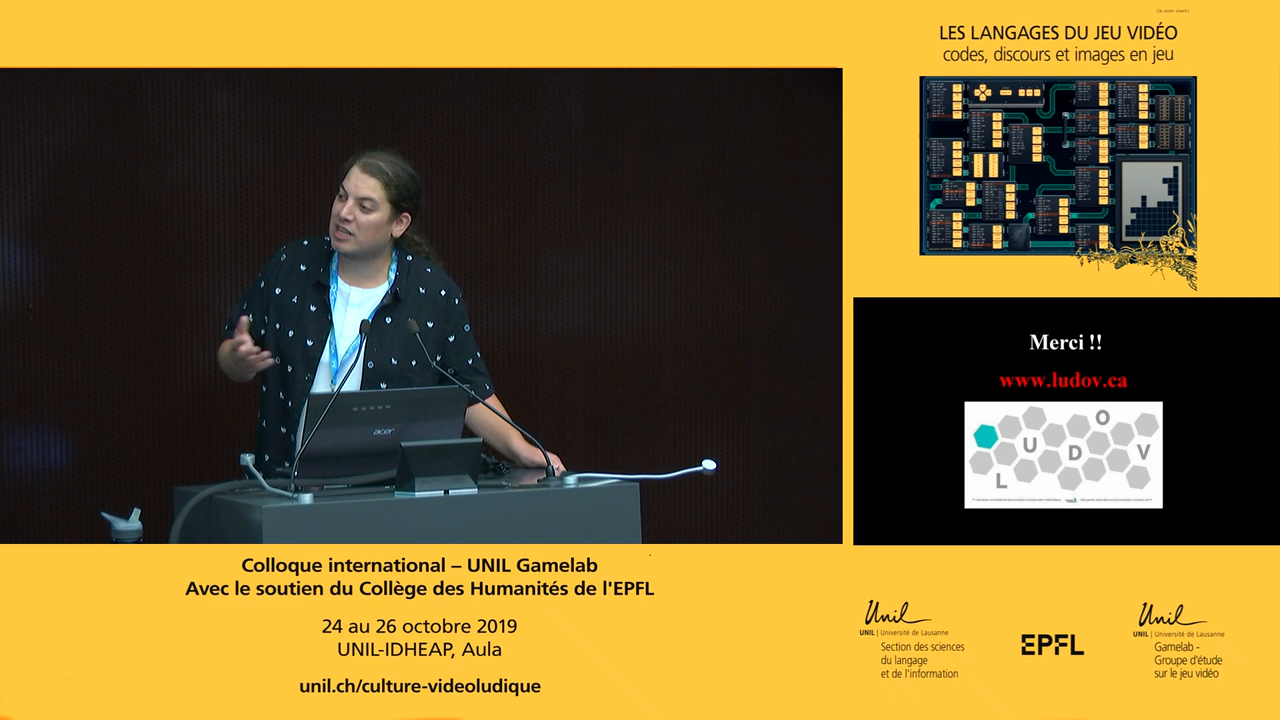 LES LANGAGES DU JEU VIDÉO
codes, discours et images en jeu
acer
Merci !!
www.ludov.ca
L U D O V
Colloque international – UNIL Gamelab
Avec le soutien du Collège des Humanités de l'EPFL
24 au 26 octobre 2019
UNIL-IDHEAP, Aula
unil.ch/culture-videoludique
Unil
UNIL | Université de Lausanne
Section des sciences
du langage
et de l'information
EPFL
Unil
UNIL | Université de Lausanne
Gamelab -
Groupe d'étude
sur le jeu vidéo